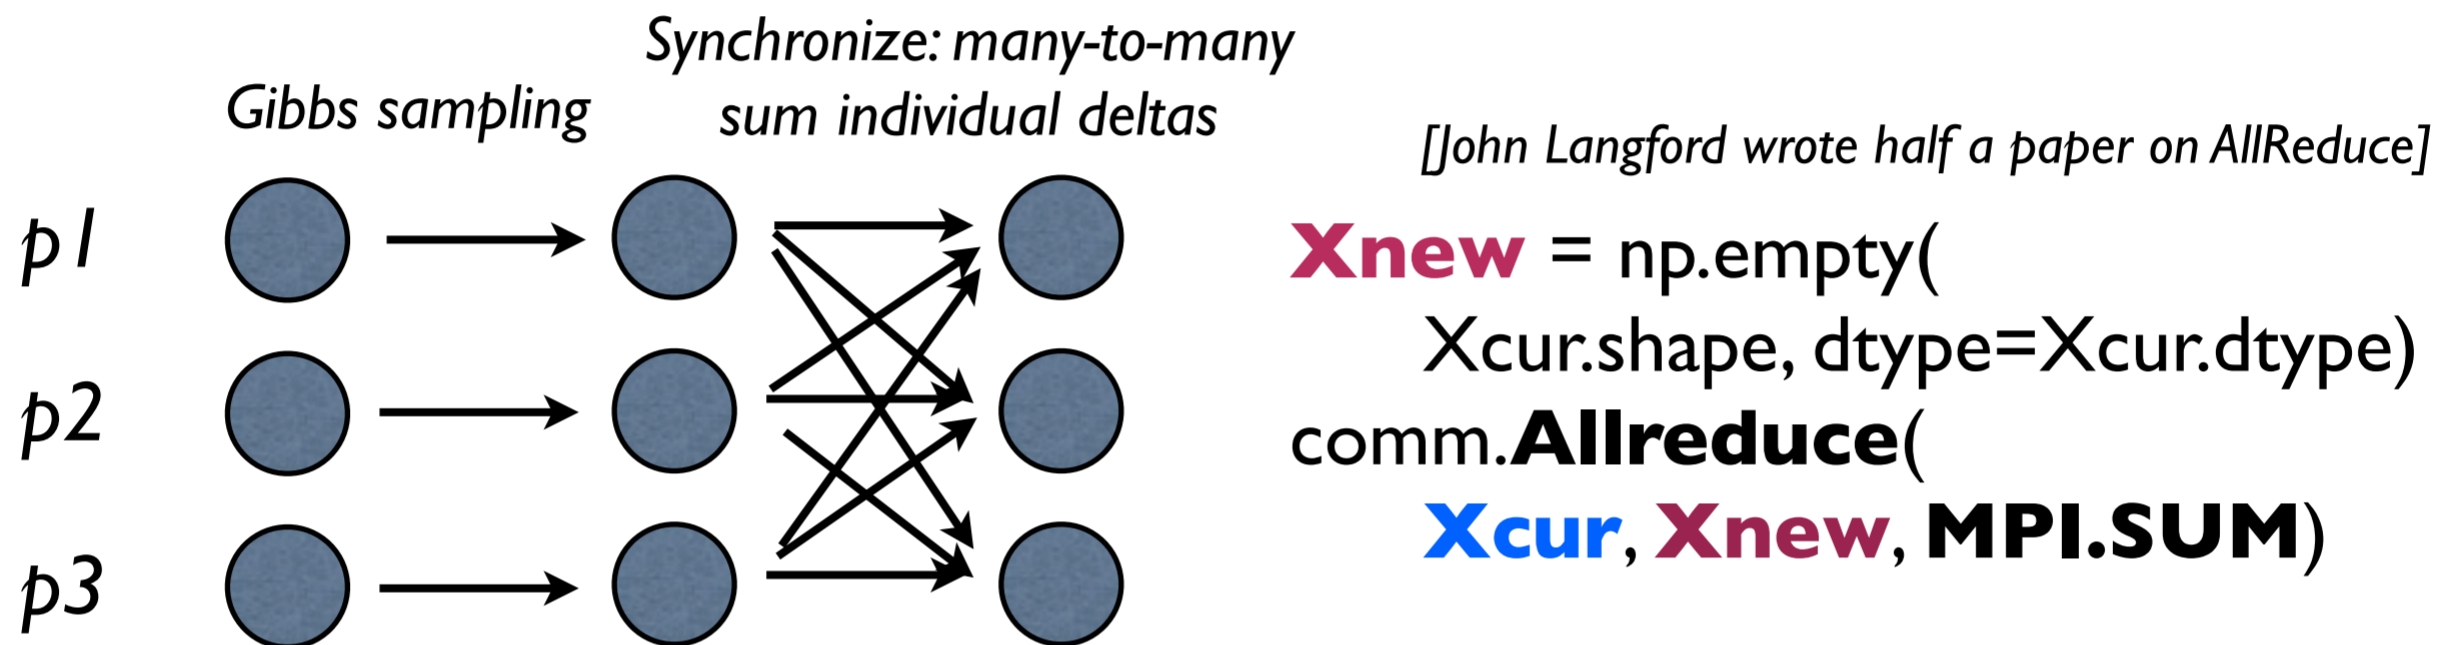 Synchronize: many-to-many
sum individual deltas
Gibbs sampling
[John Langford wrote half a paper on AllReduce]
p1
p2
p3
Xnew = np.empty(
Xcur.shape, dtype=Xcur.dtype)
comm.Allreduce(
Xcur, Xnew, MPI.SUM)